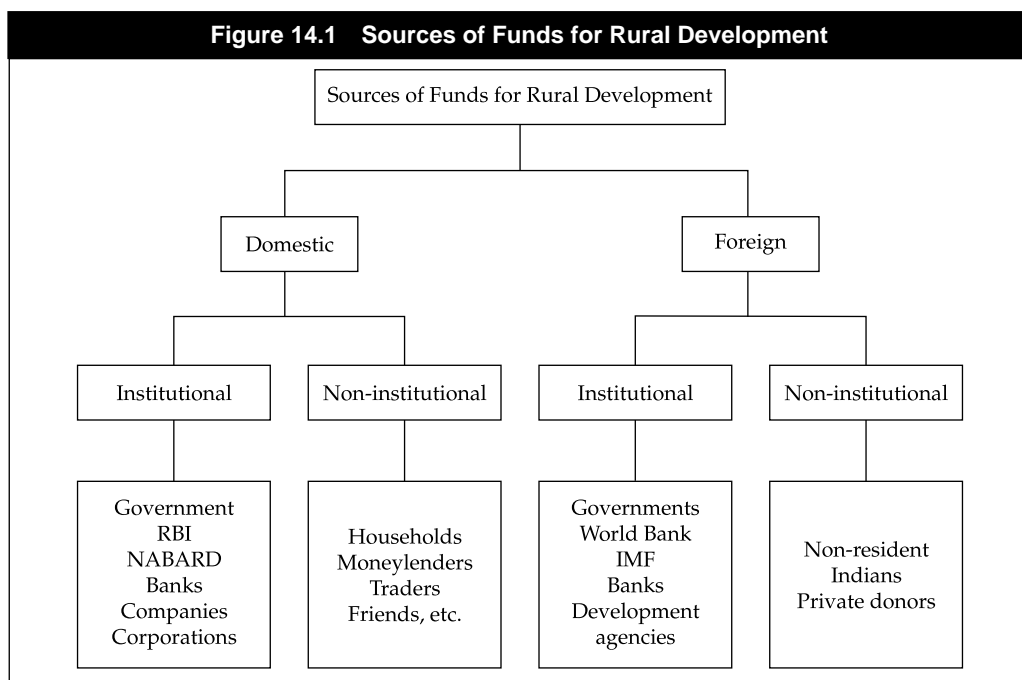 Figure 14.1 Sources of Funds for Rural Development
Sources of Funds for Rural Development
Domestic
Foreign
Institutional
Non-institutional
Institutional
Non-institutional
Government
RBI
NABARD
Banks
Companies
Corporations
Households
Moneylenders
Traders
Friends, etc.
Governments
World Bank
IMF
Banks
Development
agencies
Non-resident
Indians
Private donors